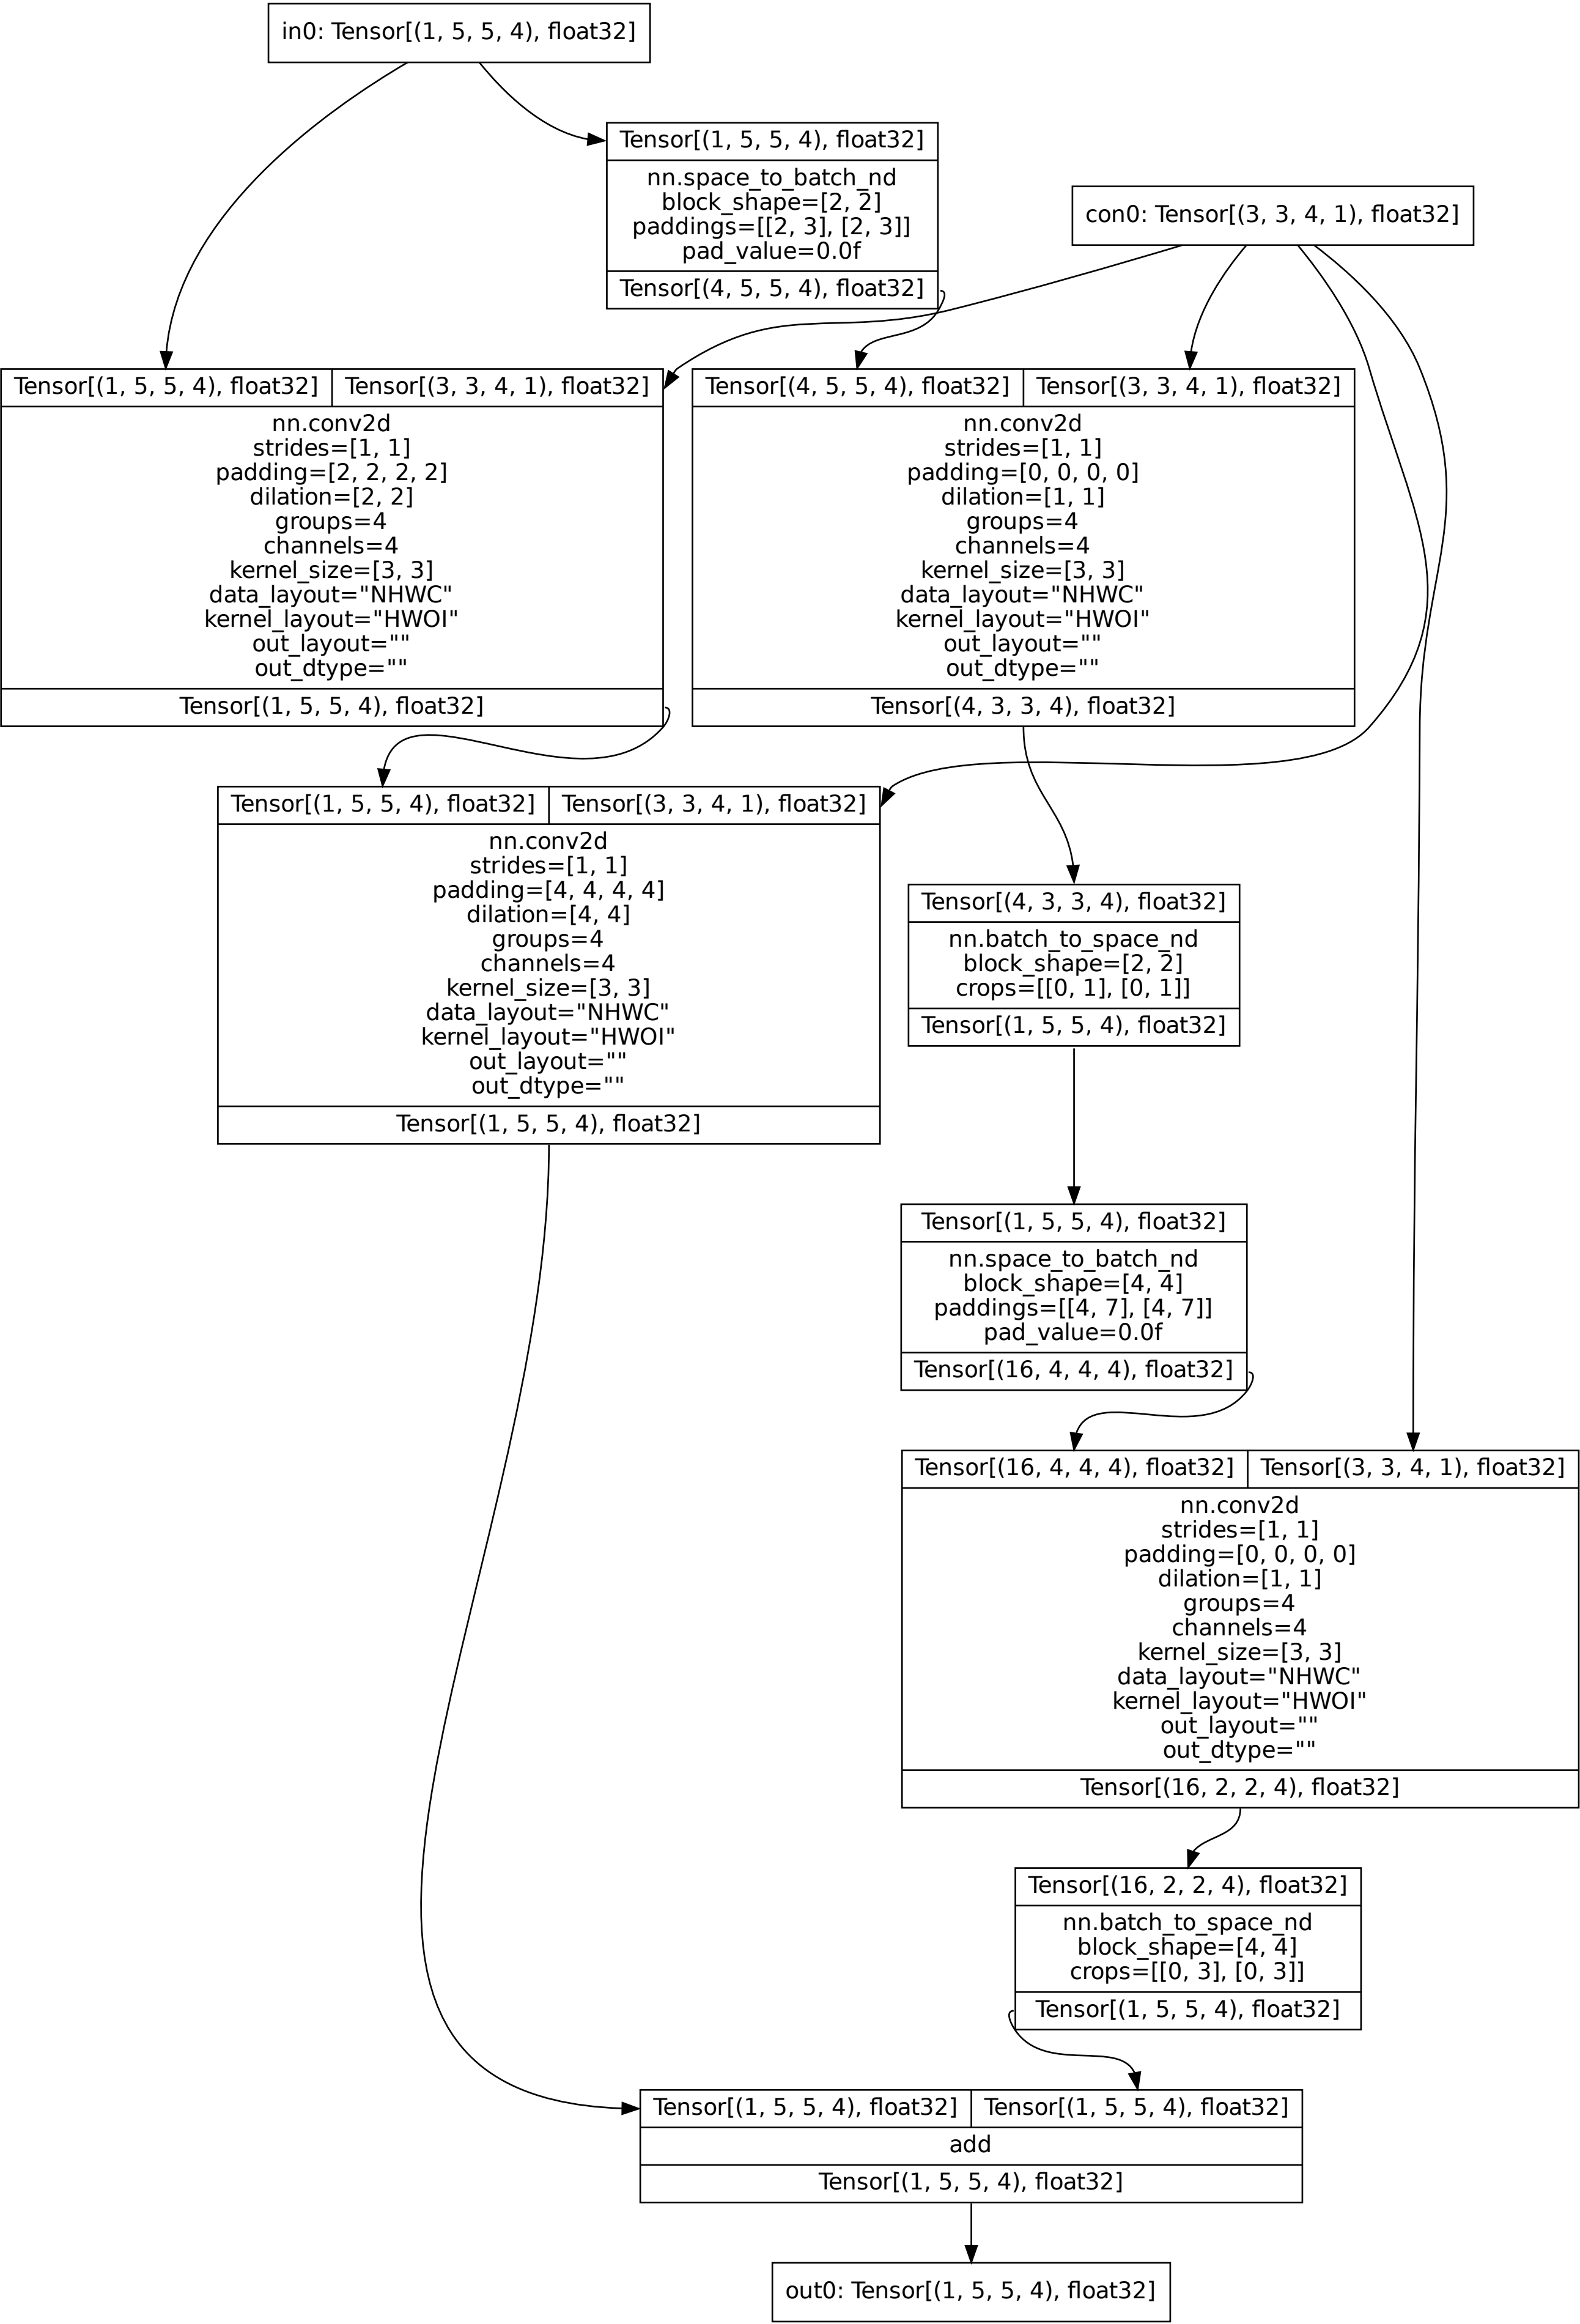 in0: Tensor[(1, 5, 5, 4), float32]
Tensor[(1, 5, 5, 4), float32]
nn.space_to_batch_nd
block_shape=[2, 2]
paddings=[[2, 3], [2, 3]]
pad_value=0.0f
Tensor[(4, 5, 5, 4), float32]
con0: Tensor[(3, 3, 4, 1), float32]
Tensor[(1, 5, 5, 4), float32] Tensor[(3, 3, 4, 1), float32]
nn.conv2d
strides=[1, 1]
padding=[2, 2, 2, 2]
dilation=[2, 2]
groups=4
channels=4
kernel_size=[3, 3]
data_layout="NHWC"
kernel_layout="HWOI"
out_layout=""
out_dtype=""
Tensor[(1, 5, 5, 4), float32]
Tensor[(4, 5, 5, 4), float32] Tensor[(3, 3, 4, 1), float32]
nn.conv2d
strides=[1, 1]
padding=[0, 0, 0, 0]
dilation=[1, 1]
groups=4
channels=4
kernel_size=[3, 3]
data_layout="NHWC"
kernel_layout="HWOI"
out_layout=""
out_dtype=""
Tensor[(4, 3, 3, 4), float32]
Tensor[(1, 5, 5, 4), float32] Tensor[(3, 3, 4, 1), float32]
nn.conv2d
strides=[1, 1]
padding=[4, 4, 4, 4]
dilation=[4, 4]
groups=4
channels=4
kernel_size=[3, 3]
data_layout="NHWC"
kernel_layout="HWOI"
out_layout=""
out_dtype=""
Tensor[(1, 5, 5, 4), float32]
Tensor[(4, 3, 3, 4), float32]
nn.batch_to_space_nd
block_shape=[2, 2]
crops=[[0, 1], [0, 1]]
Tensor[(1, 5, 5, 4), float32]
Tensor[(1, 5, 5, 4), float32]
nn.space_to_batch_nd
block_shape=[4, 4]
paddings=[[4, 7], [4, 7]]
pad_value=0.0f
Tensor[(16, 4, 4, 4), float32]
Tensor[(16, 4, 4, 4), float32] Tensor[(3, 3, 4, 1), float32]
nn.conv2d
strides=[1, 1]
padding=[0, 0, 0, 0]
dilation=[1, 1]
groups=4
channels=4
kernel_size=[3, 3]
data_layout="NHWC"
kernel_layout="HWOI"
out_layout=""
out_dtype=""
Tensor[(16, 2, 2, 4), float32]
Tensor[(16, 2, 2, 4), float32]
nn.batch_to_space_nd
block_shape=[4, 4]
crops=[[0, 3], [0, 3]]
Tensor[(1, 5, 5, 4), float32]
Tensor[(1, 5, 5, 4), float32] Tensor[(1, 5, 5, 4), float32]
add
Tensor[(1, 5, 5, 4), float32]
out0: Tensor[(1, 5, 5, 4), float32]